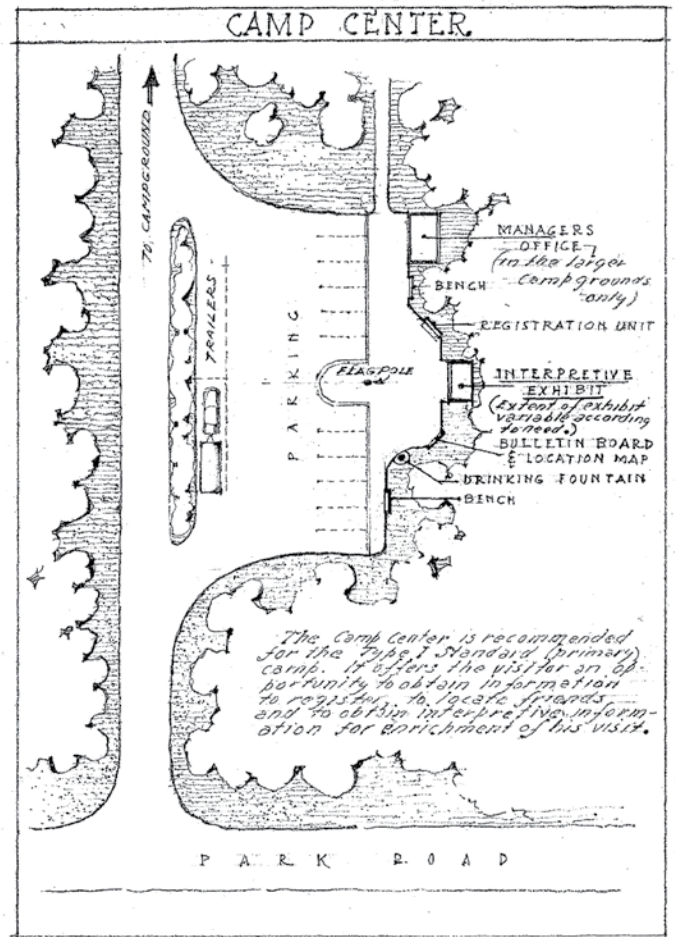 CAMP CENTER
TO CAMPGROUND
TRAILERS
PARKING
FLAGPOLE
MANAGERS
OFFICE
(in the larger
Campgrounds
only)
BENCH
REGISTRATION UNIT
INTERPRETIVE
EXHIBIT
(Extent of exhibit
variable according
to need.)
BULLETIN BOARD
& LOCATION MAP
DRINKING FOUNTAIN
BENCH
The Camp Center is recommended
for the Type I Standard (primary)
camp. It offers the visitor an op-
portunity to obtain information
to register, to locate friends
and to obtain interpretive inform-
ation for enrichment of his visit.
PARK ROAD